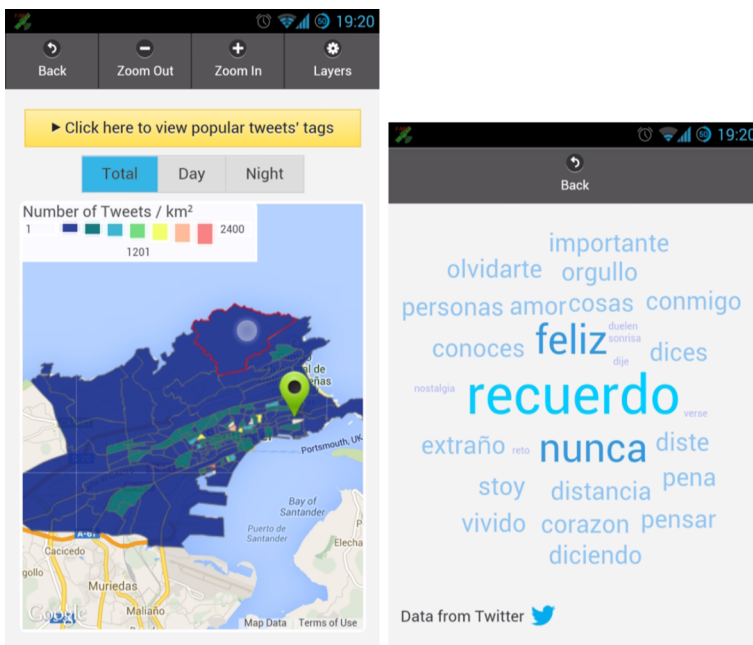 19:20
Back Zoom Out Zoom In Layers
► Click here to view popular tweets' tags
Total Day Night
Number of Tweets / km²
1 2400
1201
Portsmouth, UK
Bay of
Santander
Puerto de
Santander
A-67
Elecha
Cacicedo
gollo
Muriedas
Maliaño
Google
Map Data Terms of Use
50 19:20
Back
importante
olvidarte orgullo
personas amor cosas conmigo
duelen
conoces feliz sonrisa
dije dices
nostalgia recuerdo
verse
extraño reto nunca diste
stoy distancia pena
vivido corazon pensar
diciendo
Data from Twitter